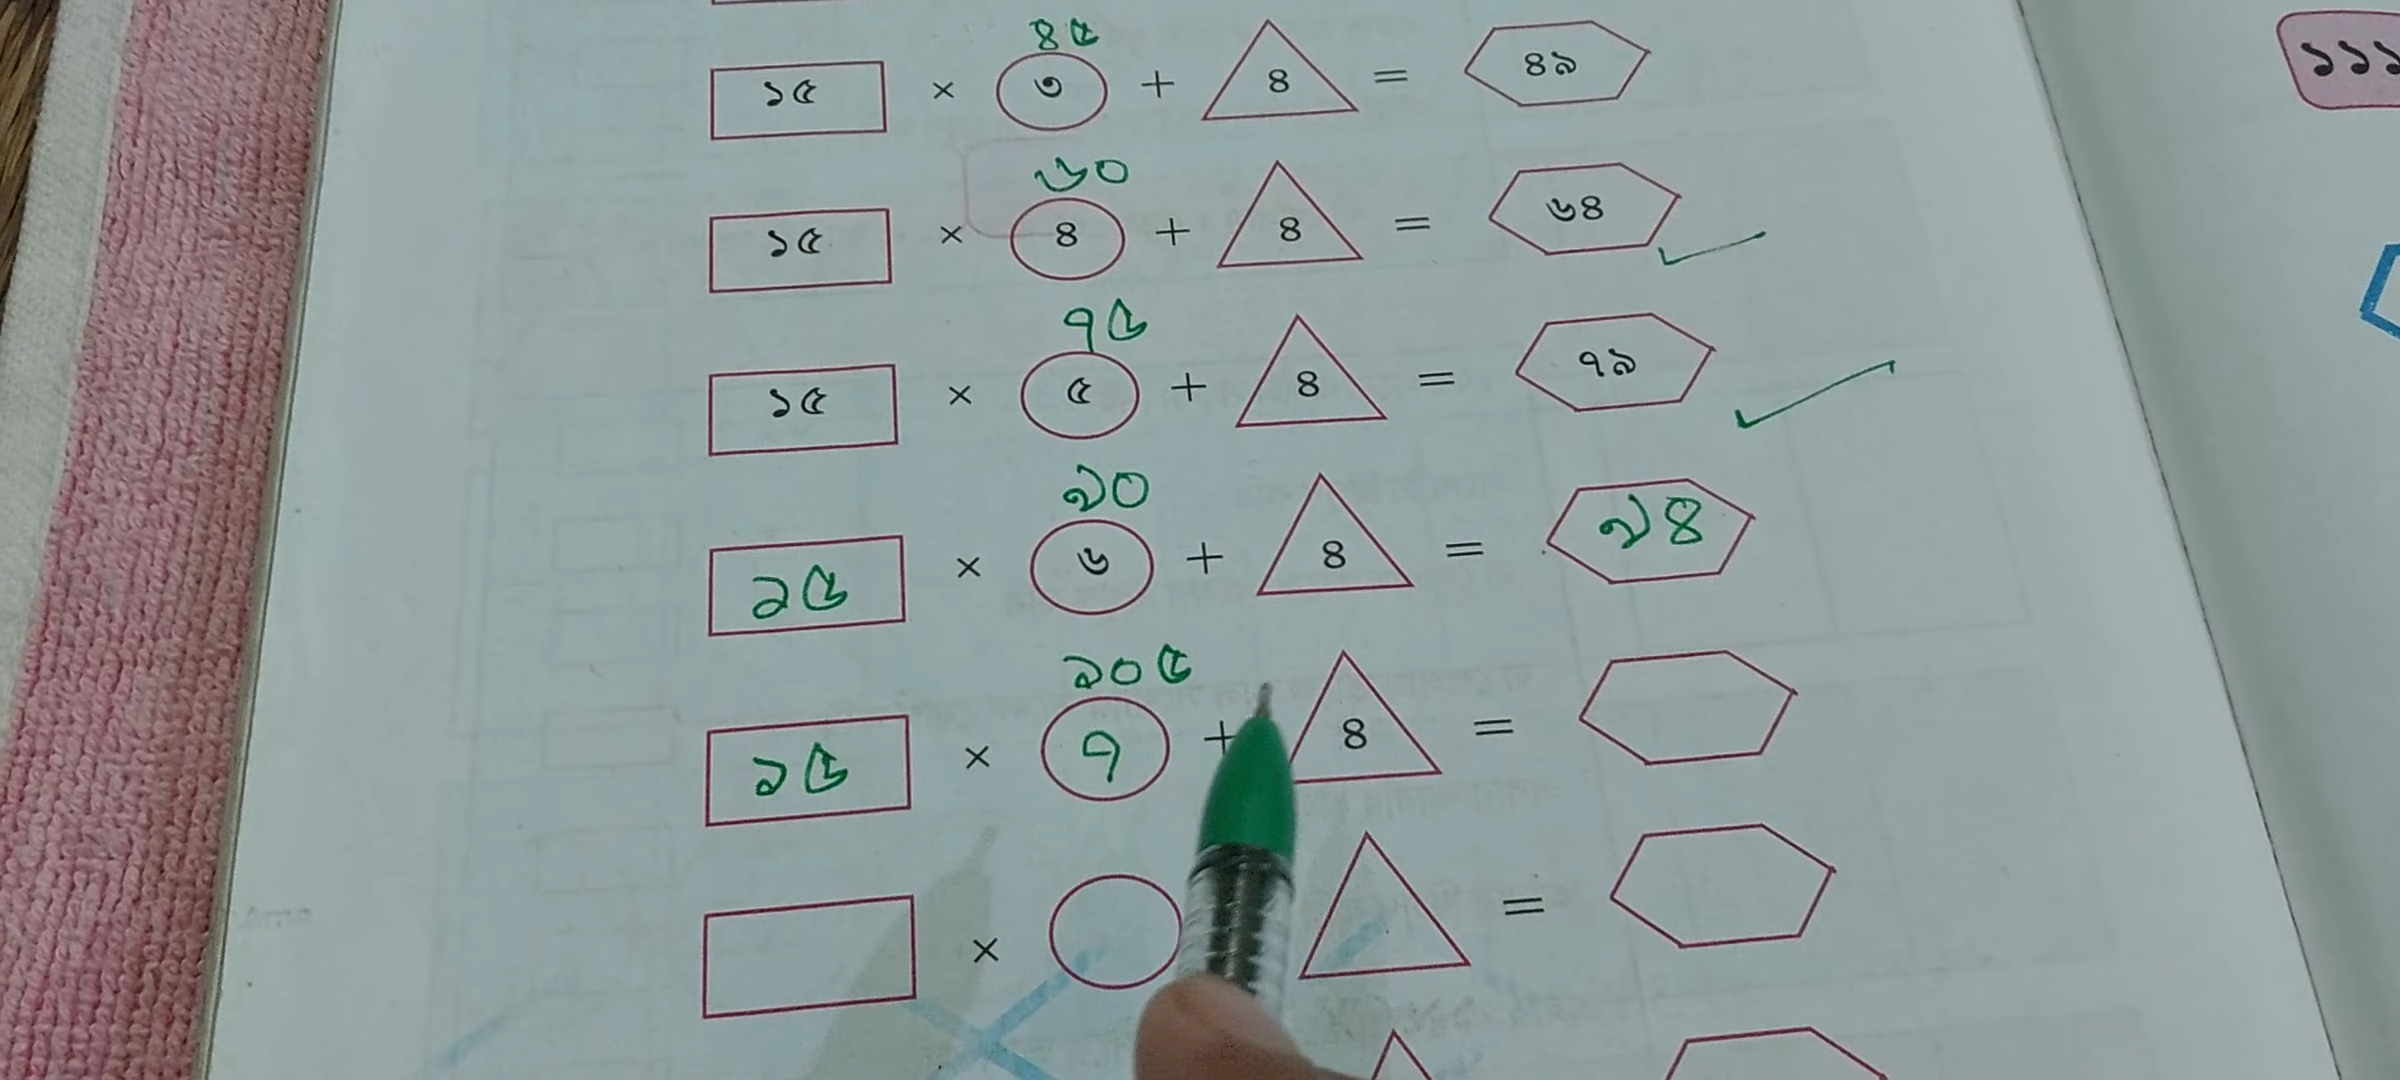 ৪৫
১৫ × ৩ + ৪ = ৪৯
১১১
৬০
১৫ × ৪ + ৪ = ৬৪
৭৫
১৫ × ৫ + ৪ = ৭৯
৯০
১৫ × ৬ + ৪ = ৯৪
১০৫
১৫ × ৭ + ৪ =
× =